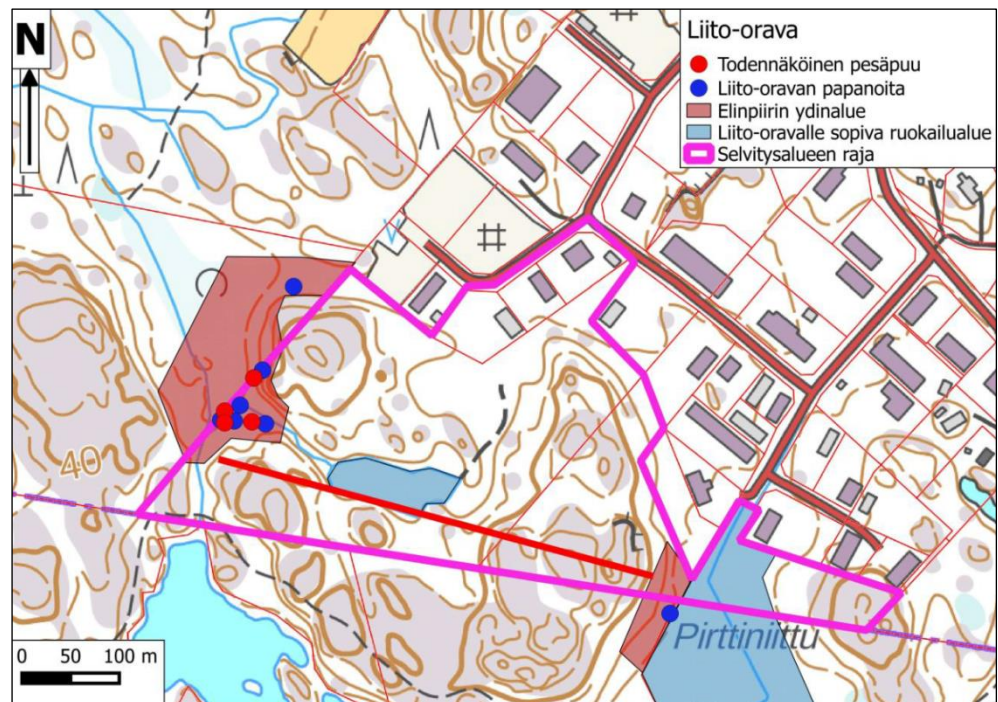 N
Liito-orava
Todennäköinen pesäpuu
Liito-oravan papanoita
Elinpiirin ydinalue
Liito-oravalle sopiva ruokailualue
Selvitysalueen raja
40
Pirttiniittu
0 50 100 m